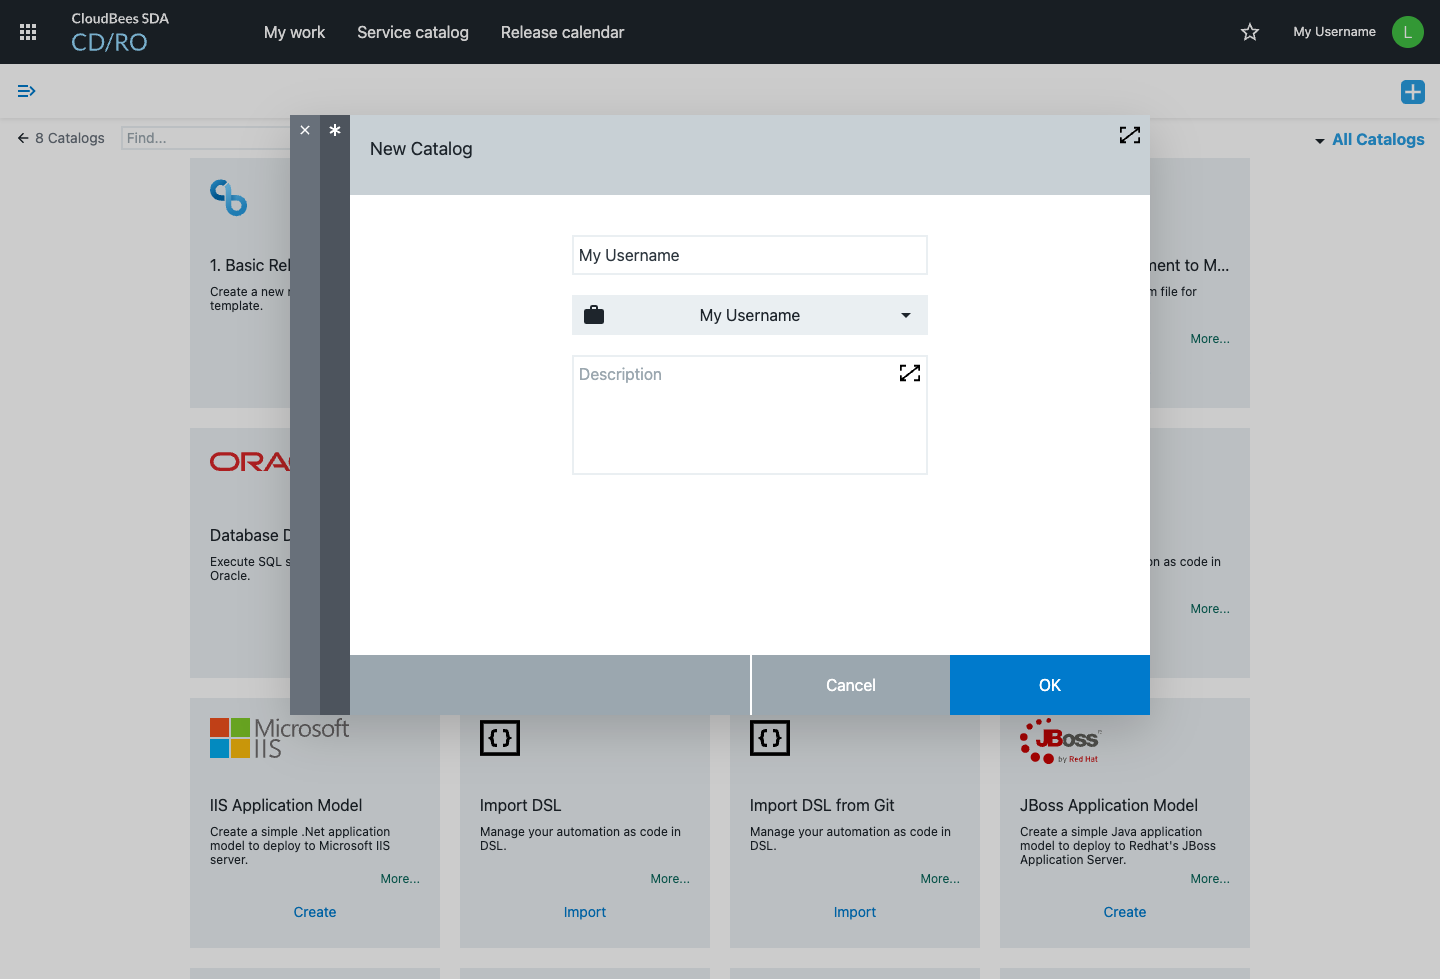 CloudBees SDA
CD/RO
My work
Service catalog
Release calendar
My Username
L
8 Catalogs
Find...
All Catalogs
New Catalog
My Username
My Username
Description
Cancel
OK
1. Basic Rel
Create a new r
template.
ment to M...
m file for
More...
ORA
Database D
Execute SQL s
Oracle.
on as code in
More...
Microsoft
IIS
IIS Application Model
Create a simple .Net application
model to deploy to Microsoft IIS
server.
More...
Create
{}
Import DSL
Manage your automation as code in
DSL.
More...
Import
{}
Import DSL from Git
Manage your automation as code in
DSL.
More...
Import
JBoss
by Red Hat
JBoss Application Model
Create a simple Java application
model to deploy to Redhat's JBoss
Application Server.
More...
Create